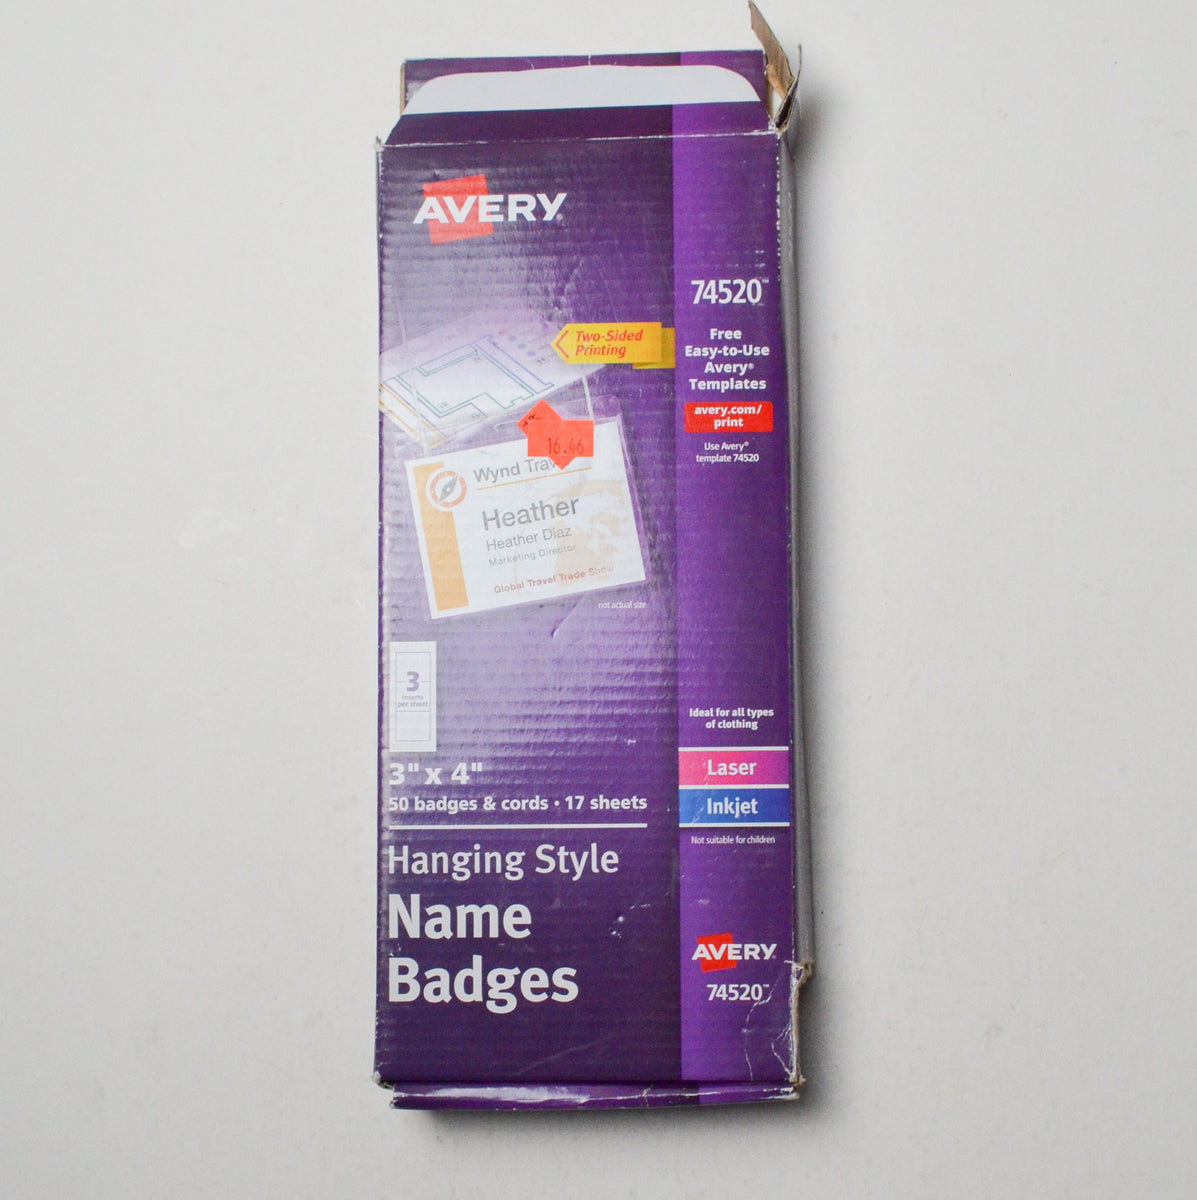 AVERY®
74520™
Two-Sided
Printing
Free
Easy-to-Use
Avery®
Templates
avery.com/
print
Use Avery®
template 74520
16.46
Wynd
Heather
Heather Diaz
Marketing Director
Global Travel Trade Show
not actual size
3
inserts
per sheet
Ideal for all types
of clothing
3" x 4"
50 badges & cords • 17 sheets
Laser
Inkjet
Not suitable for children
Hanging Style
Name
Badges
AVERY®
74520™